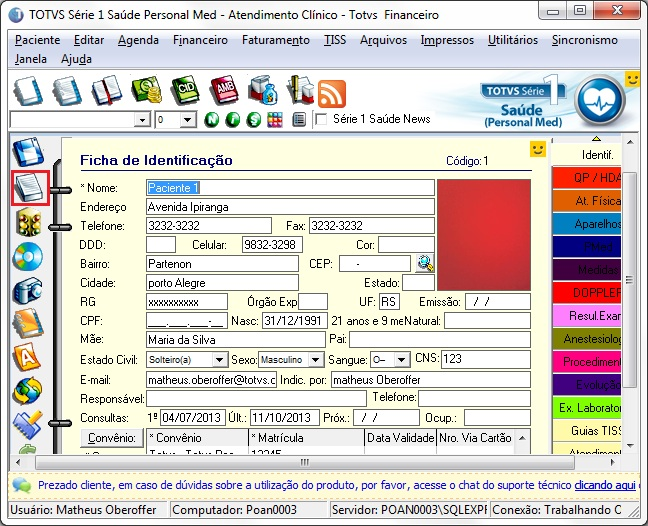 TOTVS Série 1 Saúde Personal Med - Atendimento Clínico - Totvs Financeiro
Paciente Editar Agenda Financeiro Faturamento TISS Arquivos Impressos Utilitários Sincronismo
Janela Ajuda
CID AMB
TOTVS Série 1
Saúde
(Personal Med)
0 Série 1 Saúde News
Ficha de Identificação Código: 1
* Nome: Paciente 1
Endereço Avenida Ipiranga
Telefone: 3232-3232 Fax: 3232-3232
DDD: Celular: 9832-3298 Cor:
Bairro: Partenon CEP: -
Cidade: porto Alegre Estado:
RG xxxxxxxxxx Órgão Exp UF: RS Emissão: / /
CPF: ___.___.___-__ Nasc: 31/12/1991 21 anos e 9 me Natural:
Mãe: Maria da Silva Pai:
Estado Civil: Solteiro(a) Sexo: Masculino Sangue: O- CNS: 123
E-mail: matheus.oberoffer@totvs.c Indic. por: matheus Oberoffer
Responsável: Telefone:
Consultas: 1ª 04/07/2013 Últ.: 11/10/2013 Próx.: / / Ocup.:
Convênio: * Convênio * Matrícula Data Validade Nro. Via Cartão
Identif.
QP / HDA
At. Física
Aparelhos
Medidas
DOPPLER
Resul.Exam
Anestesiolog
Procediment
Evolução
Ex. Laborator
Guias TISS
Prezado cliente, em caso de dúvidas sobre a utilização do produto, por favor, acesse o chat do suporte técnico clicando aqui
Usuário: Matheus Oberoffer Computador: Poan0003 Servidor: POAN0003\SQLEXPF Conexão: Trabalhando O